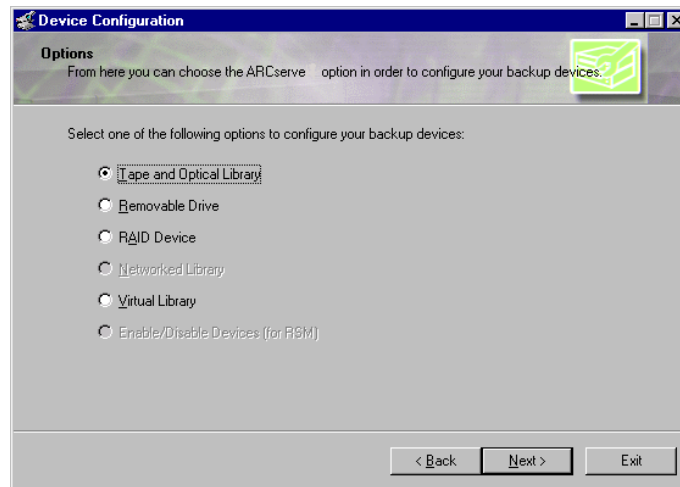 Device Configuration
Options
From here you can choose the ARCserve option in order to configure your backup devices.
Select one of the following options to configure your backup devices:
Tape and Optical Library
Removable Drive
RAID Device
Networked Library
Virtual Library
Enable/Disable Devices (for RSM)
< Back Next > Exit